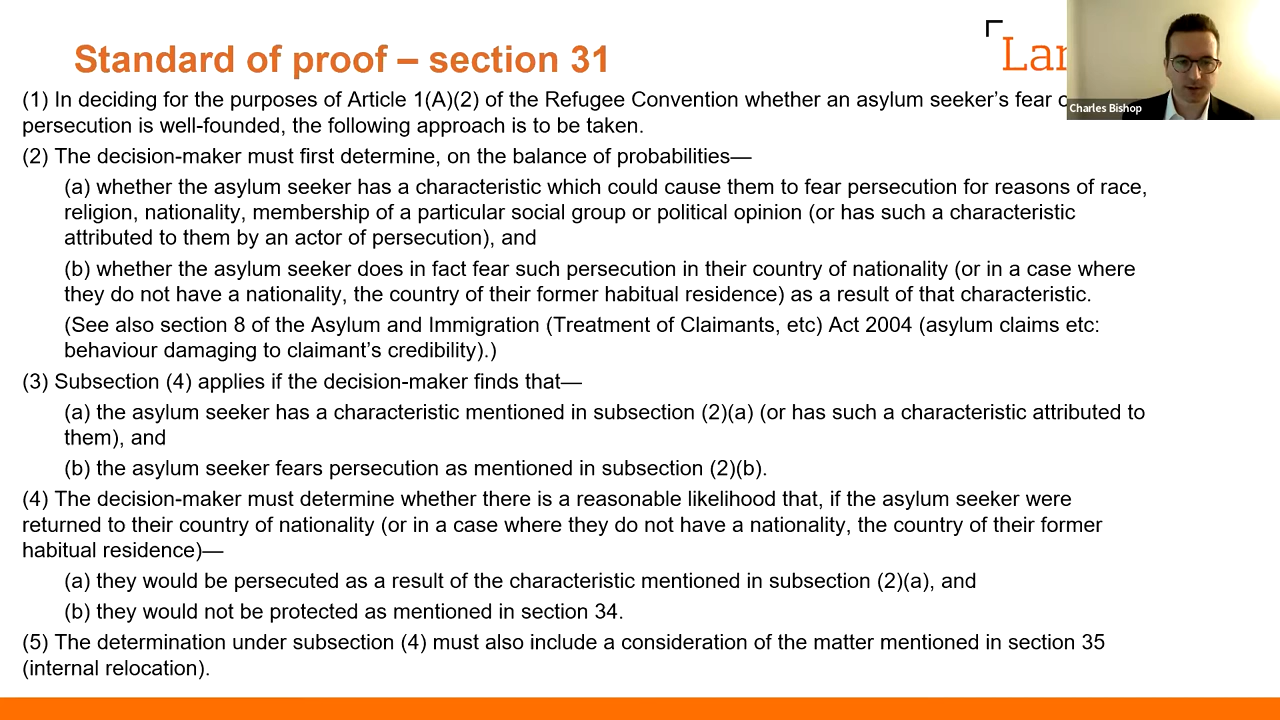 Standard of proof – section 31
Charles Bishop
(1) In deciding for the purposes of Article 1(A)(2) of the Refugee Convention whether an asylum seeker's fear
persecution is well-founded, the following approach is to be taken.
(2) The decision-maker must first determine, on the balance of probabilities—
(a) whether the asylum seeker has a characteristic which could cause them to fear persecution for reasons of race,
religion, nationality, membership of a particular social group or political opinion (or has such a characteristic
attributed to them by an actor of persecution), and
(b) whether the asylum seeker does in fact fear such persecution in their country of nationality (or in a case where
they do not have a nationality, the country of their former habitual residence) as a result of that characteristic.
(See also section 8 of the Asylum and Immigration (Treatment of Claimants, etc) Act 2004 (asylum claims etc:
behaviour damaging to claimant's credibility).)
(3) Subsection (4) applies if the decision-maker finds that—
(a) the asylum seeker has a characteristic mentioned in subsection (2)(a) (or has such a characteristic attributed to
them), and
(b) the asylum seeker fears persecution as mentioned in subsection (2)(b).
(4) The decision-maker must determine whether there is a reasonable likelihood that, if the asylum seeker were
returned to their country of nationality (or in a case where they do not have a nationality, the country of their former
habitual residence)—
(a) they would be persecuted as a result of the characteristic mentioned in subsection (2)(a), and
(b) they would not be protected as mentioned in section 34.
(5) The determination under subsection (4) must also include a consideration of the matter mentioned in section 35
(internal relocation).